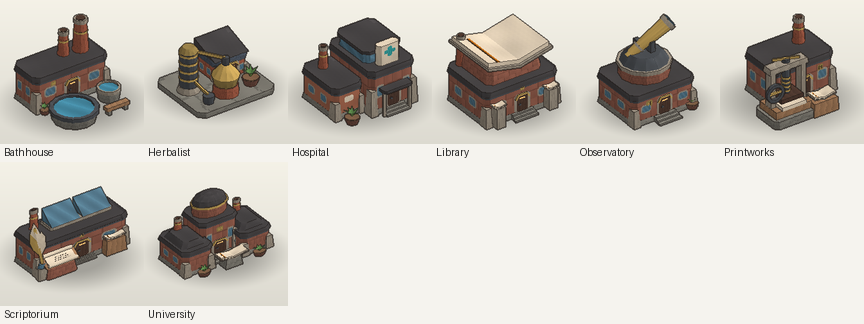 Bathhouse
Herbalist
Hospital
Library
Observatory
Printworks
Scriptorium
University